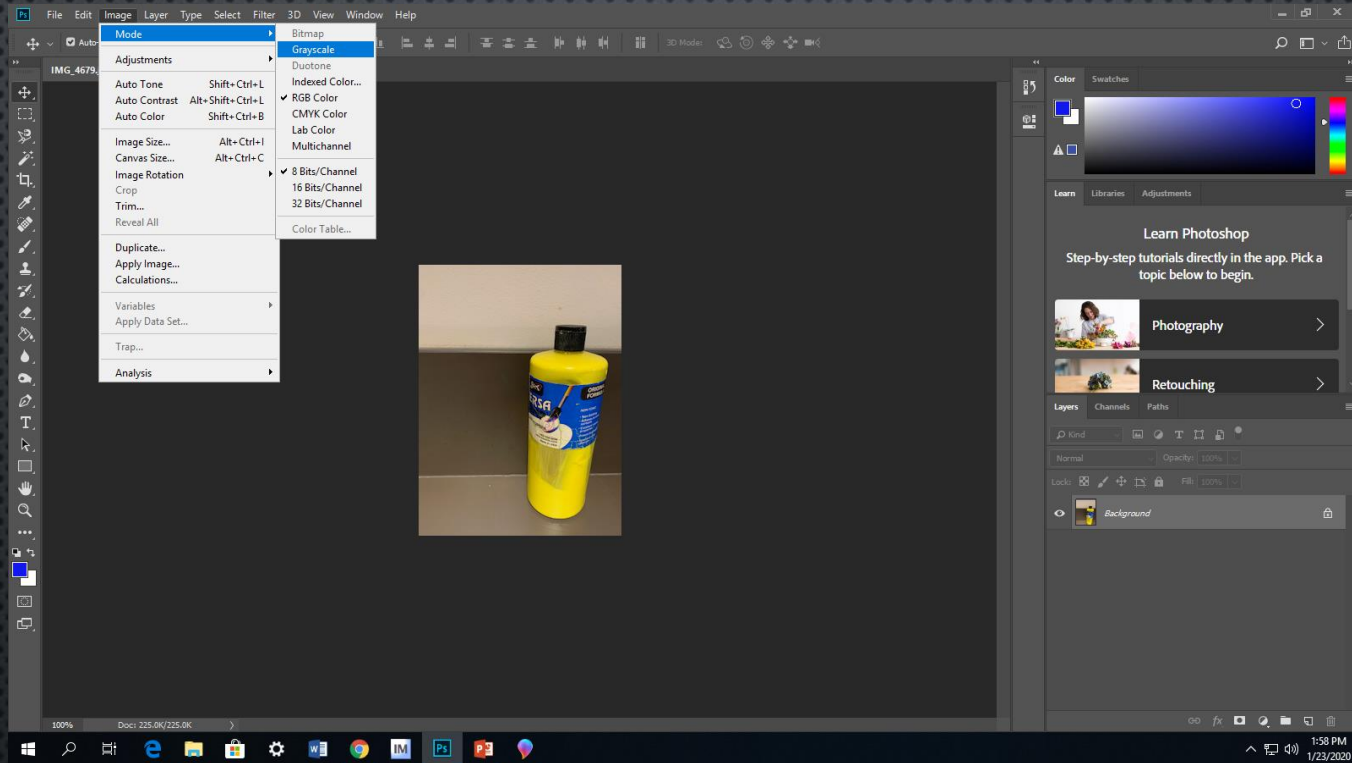 Ps File Edit Image Layer Type Select Filter 3D View Window Help
Auto- 3D Mode:
IMG_4679.
Mode
Adjustments
Auto Tone Shift+Ctrl+L
Auto Contrast Alt+Shift+Ctrl+L
Auto Color Shift+Ctrl+B
Image Size... Alt+Ctrl+I
Canvas Size... Alt+Ctrl+C
Image Rotation
Crop
Trim...
Reveal All
Duplicate...
Apply Image...
Calculations...
Variables
Apply Data Set...
Trap...
Analysis
Bitmap
Grayscale
Duotone
Indexed Color...
RGB Color
CMYK Color
Lab Color
Multichannel
8 Bits/Channel
16 Bits/Channel
32 Bits/Channel
Color Table...
ERSA
Color Swatches
Learn Libraries Adjustments
Learn Photoshop
Step-by-step tutorials directly in the app. Pick a
topic below to begin.
Photography
Retouching
Layers Channels Paths
Kind
Normal Opacity: 100%
Lock: Fill: 100%
Background
fx
100% Doc: 225.0K/225.0K
IM Ps
1:58 PM
1/23/2020